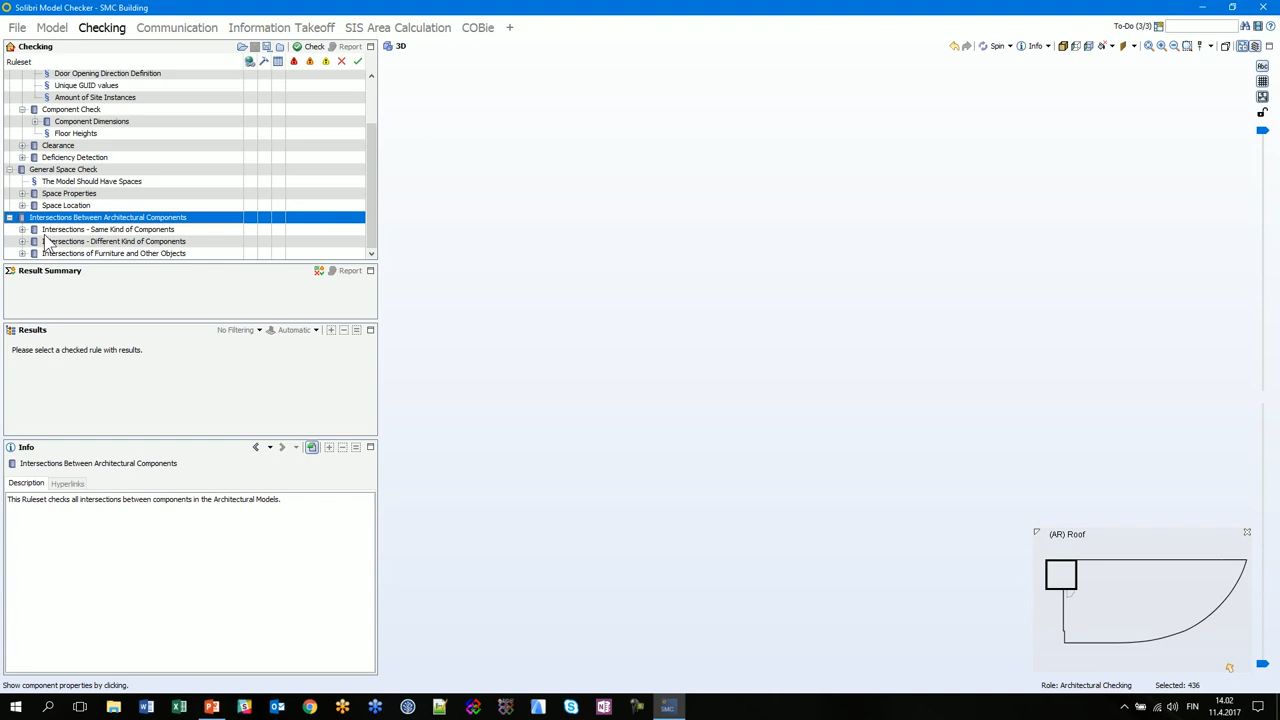 Solibri Model Checker - SMC Building
File Model Checking Communication Information Takeoff SIS Area Calculation COBie +
To-Do (3/3)
Checking
Check Report
3D
Spin
Info
Ruleset
Door Opening Direction Definition
Unique GUID values
Amount of Site Instances
Component Check
Component Dimensions
Floor Heights
Clearance
Deficiency Detection
General Space Check
The Model Should Have Spaces
Space Properties
Space Location
Intersections Between Architectural Components
Intersections - Same Kind of Components
Intersections - Different Kind of Components
Intersections of Furniture and Other Objects
Result Summary
Report
Results
No Filtering Automatic
Please select a checked rule with results.
Info
Intersections Between Architectural Components
Description Hyperlinks
This Ruleset checks all intersections between components in the Architectural Models.
Abc
(AR) Roof
Show component properties by clicking.
Role: Architectural Checking Selected: 436
SMC
FIN
14.02
11.4.2017